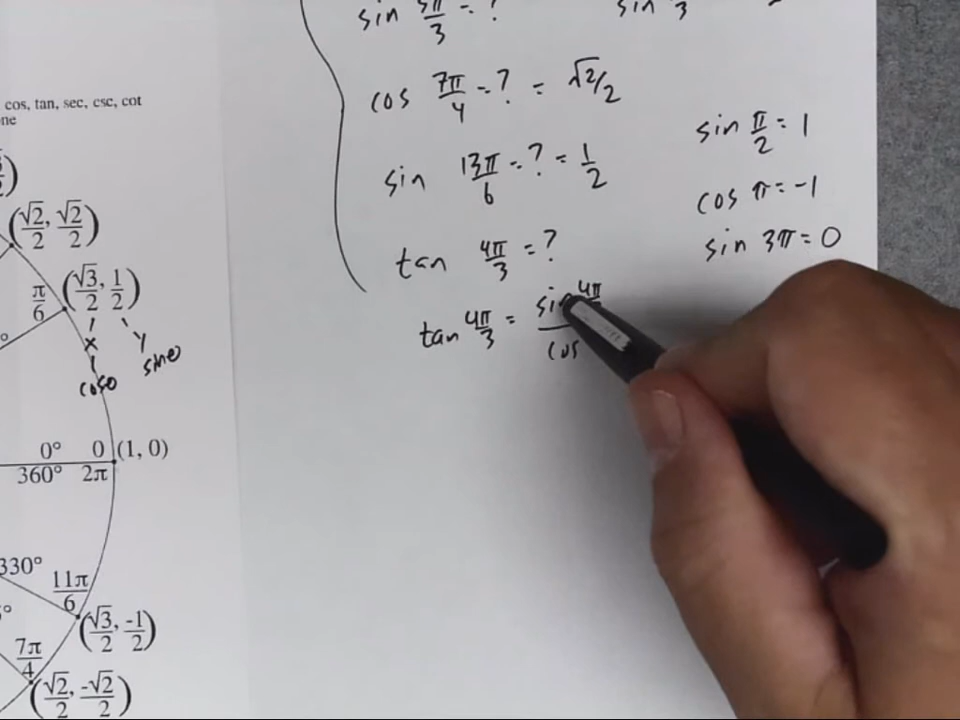 cos, tan, sec, csc, cot
ne
(√2/2, √2/2)
π/6 (√3/2, 1/2)
x y
cosθ sinθ
0° 0 (1, 0)
360° 2π
330°
11π/6
(√3/2, -1/2)
7π/4
(√2/2, -√2/2)
sin 5π/3 = ?
cos 7π/4 = ? = √2/2
sin 13π/6 = ? = 1/2
tan 4π/3 = ?
tan 4π/3 = sin 4π
cos
sin π/2 = 1
cos π = -1
sin 3π = 0